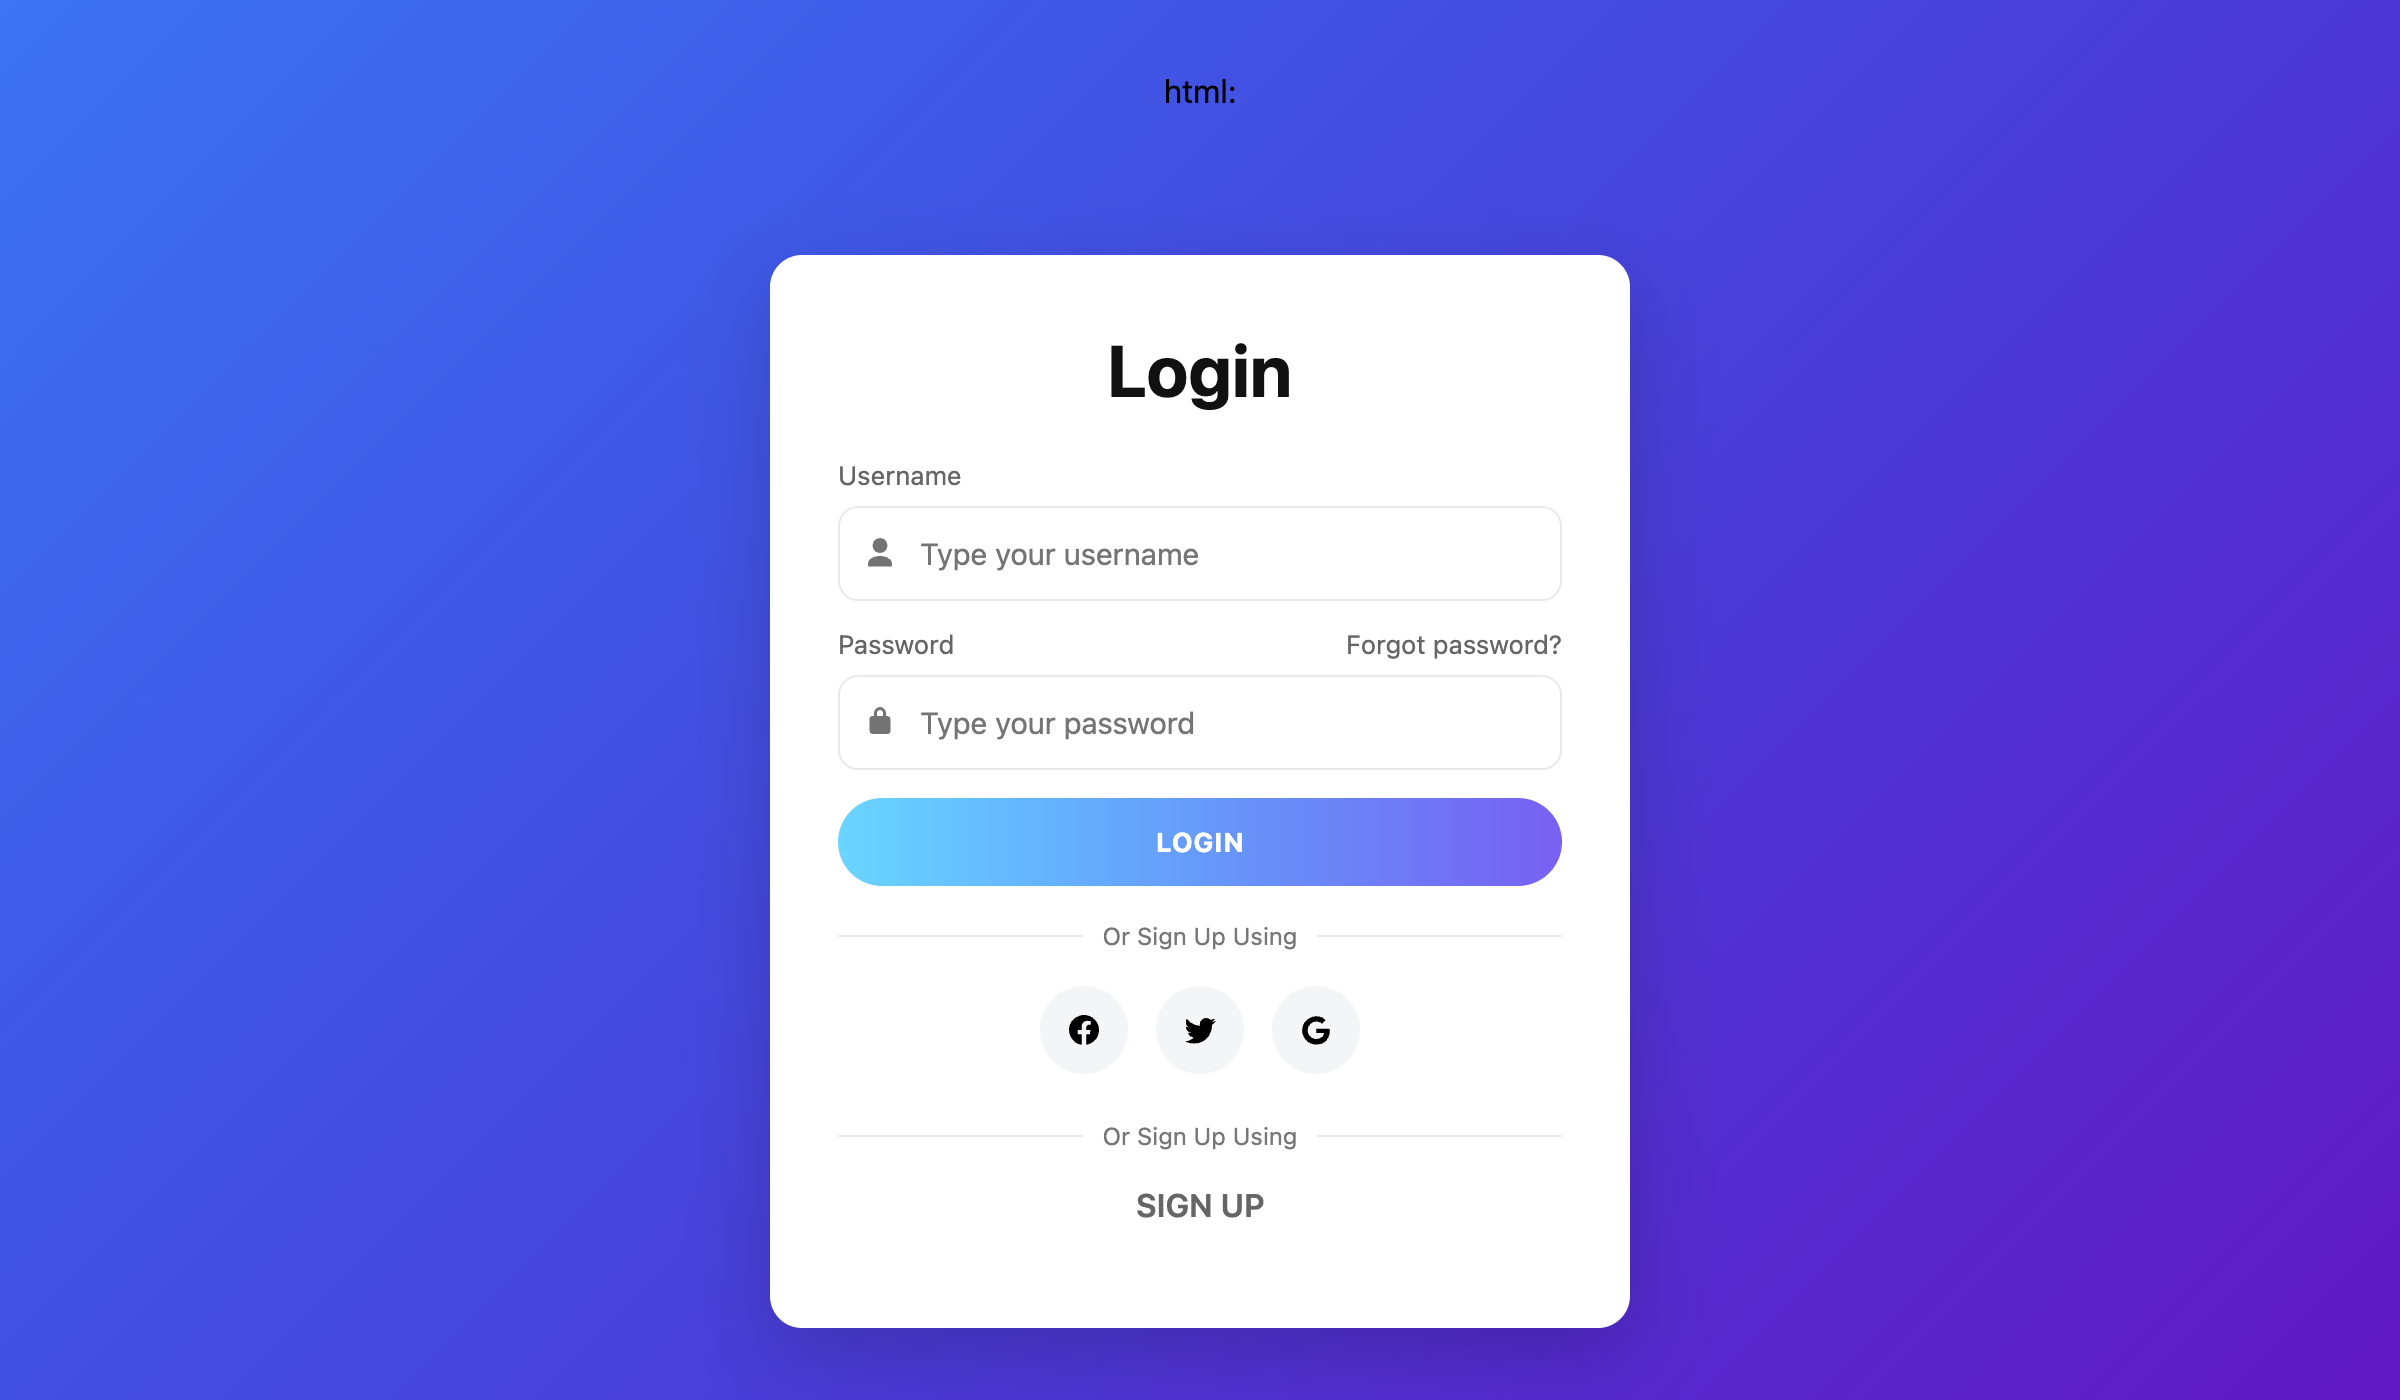 html:
Login
Username
Type your username
Password Forgot password?
Type your password
LOGIN
Or Sign Up Using
Or Sign Up Using
SIGN UP